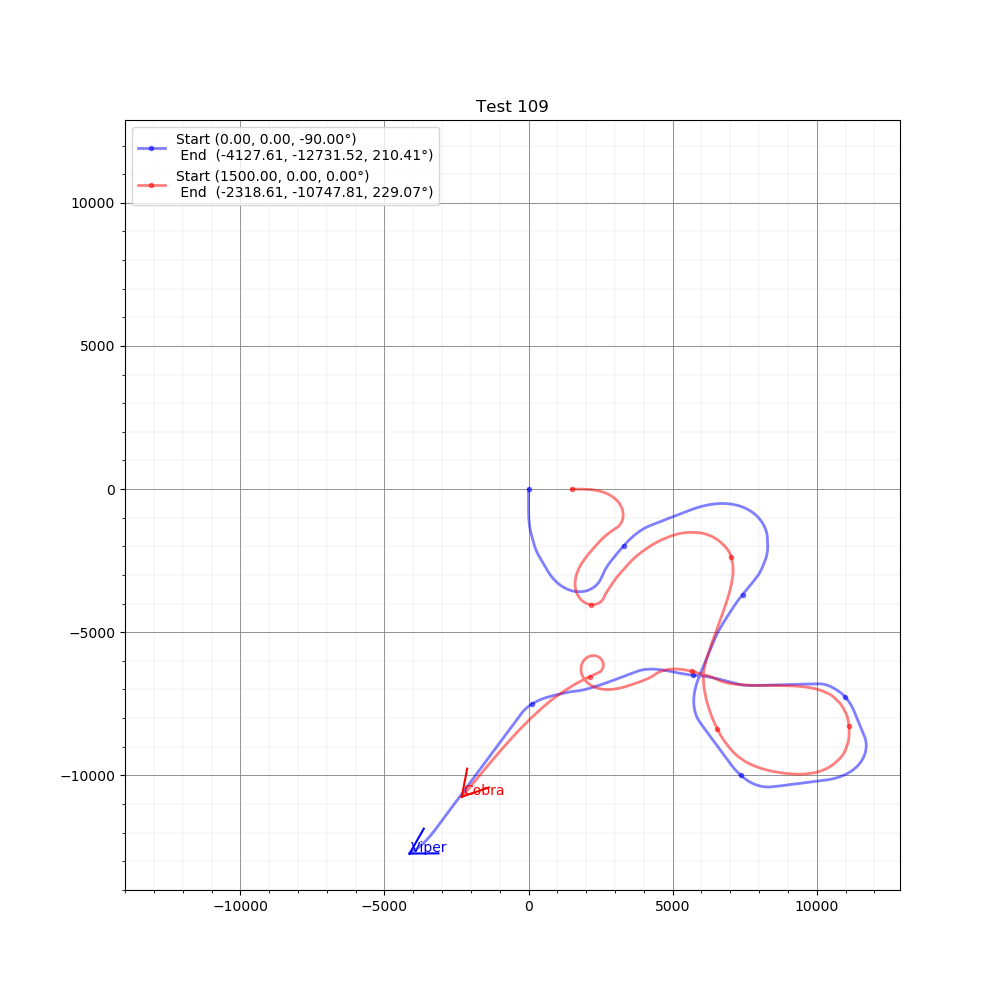 Test 109
Start (0.00, 0.00, -90.00°)
End  (-4127.61, -12731.52, 210.41°)
Start (1500.00, 0.00, 0.00°)
End  (-2318.61, -10747.81, 229.07°)
10000
5000
0
−5000
−10000
Cobra
Viper
−10000 −5000 0 5000 10000